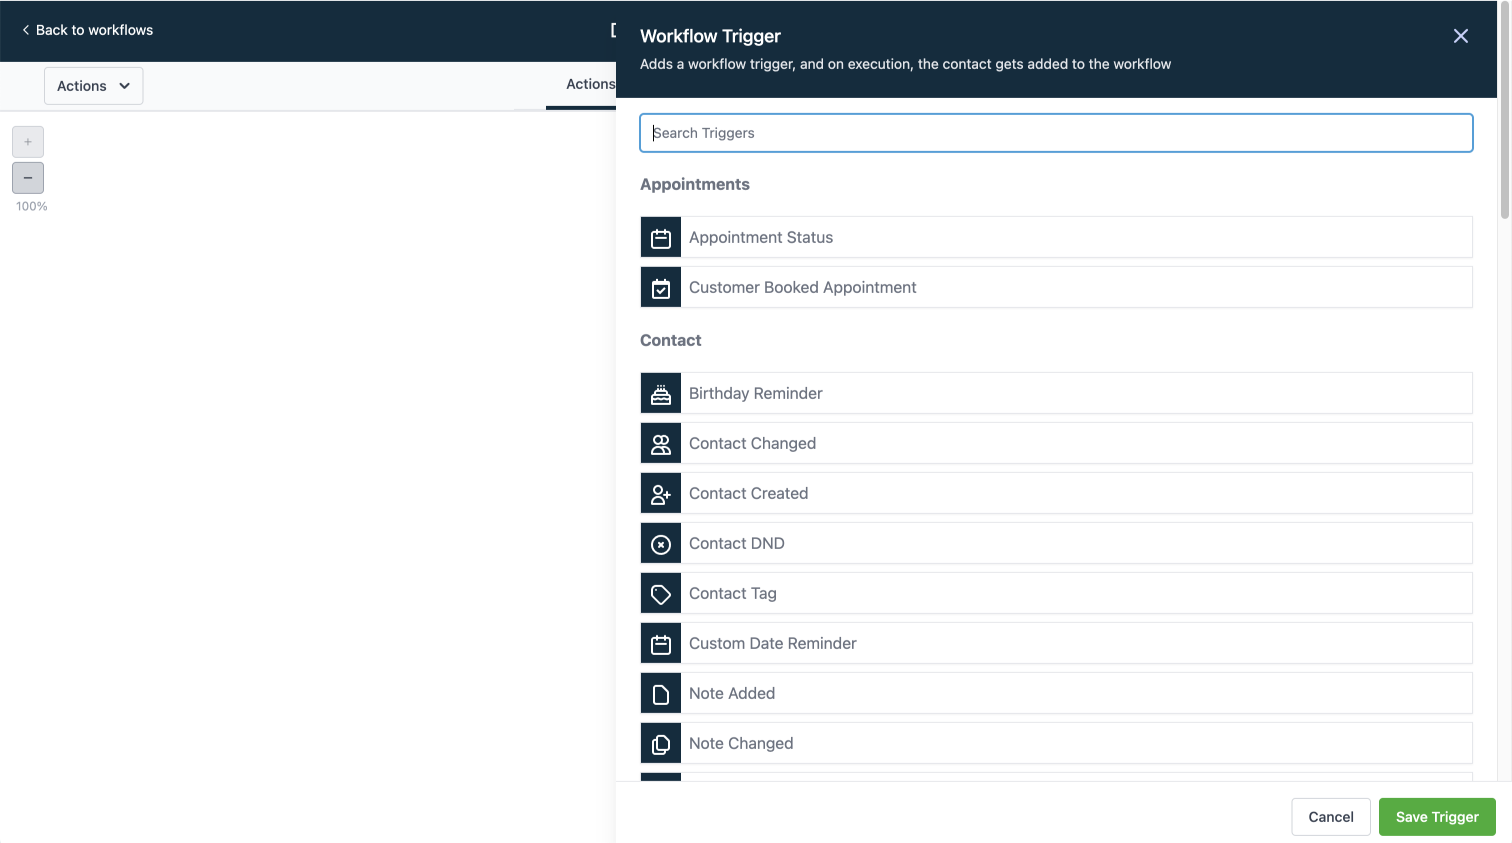 Back to workflows
Workflow Trigger
Adds a workflow trigger, and on execution, the contact gets added to the workflow
Actions
Actions
+
−
100%
Search Triggers
Appointments
Appointment Status
Customer Booked Appointment
Contact
Birthday Reminder
Contact Changed
Contact Created
Contact DND
Contact Tag
Custom Date Reminder
Note Added
Note Changed
Cancel
Save Trigger